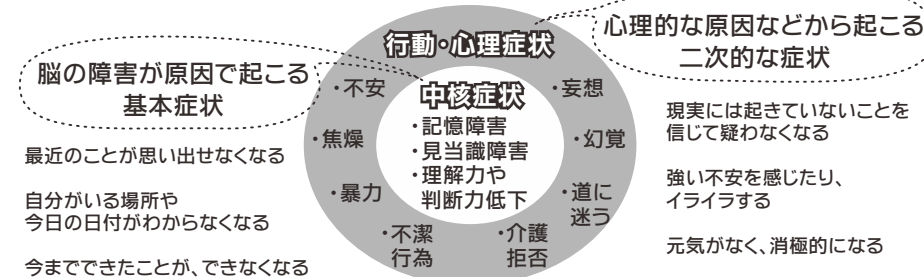 脳の障害が原因で起こる
基本症状
最近のことが思い出せなくなる
自分がいる場所や
今日の日付がわからなくなる
今までできたことが、できなくなる
行動・心理症状
・不安
・焦燥
・暴力
・不潔
行為
・妄想
・幻覚
・道に
迷う
・介護
拒否
中核症状
・記憶障害
・見当識障害
・理解力や
判断力低下
心理的な原因などから起こる
二次的な症状
現実には起きていないことを
信じて疑わなくなる
強い不安を感じたり、
イライラする
元気がなく、消極的になる